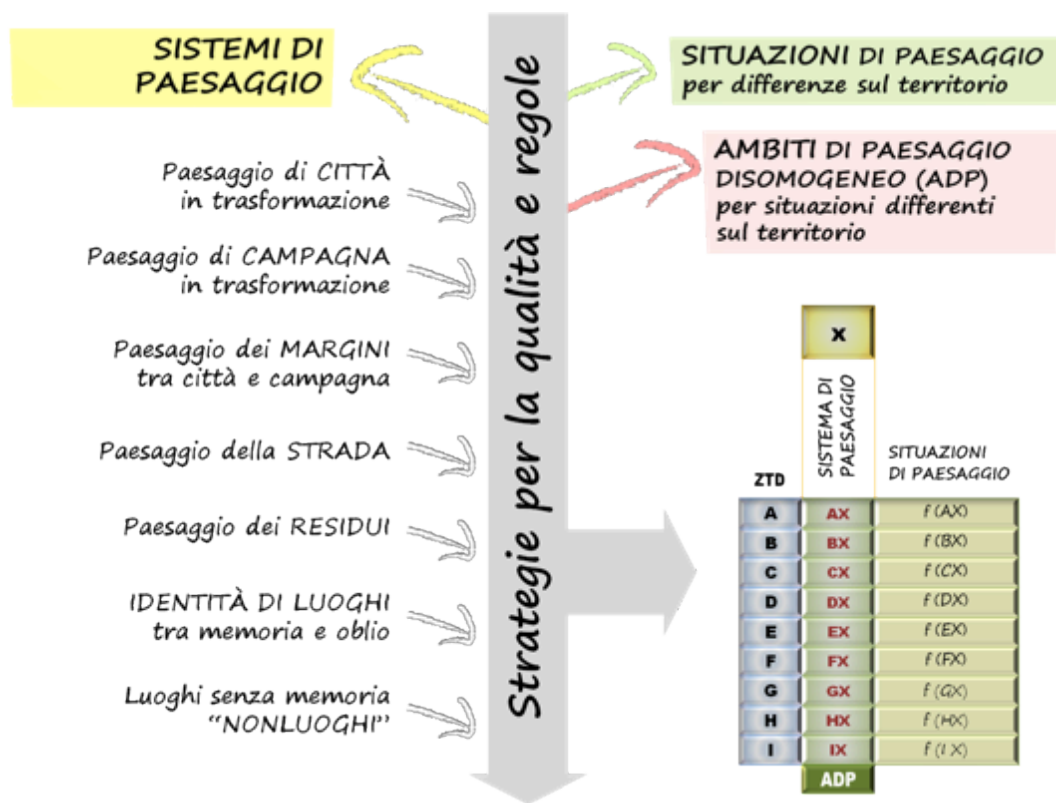 SISTEMI DI
PAESAGGIO
Paesaggio di CITTÀ
in trasformazione
Paesaggio di CAMPAGNA
in trasformazione
Paesaggio dei MARGINI
tra città e campagna
Paesaggio della STRADA
Paesaggio dei RESIDUI
IDENTITÀ DI LUOGHI
tra memoria e oblio
Luoghi senza memoria
“NONLUOGHI”
Strategie per la qualità e regole
SITUAZIONI DI PAESAGGIO
per differenze sul territorio
AMBITI DI PAESAGGIO
DISOMOGENEO (ADP)
per situazioni differenti
sul territorio
X
SISTEMA DI
PAESAGGIO
SITUAZIONI
DI PAESAGGIO
ZTD
A AX f (AX)
B BX f (BX)
C CX f (CX)
D DX f (DX)
E EX f (EX)
F FX f (FX)
G GX f (GX)
H HX f (HX)
I IX f (I X)
ADP